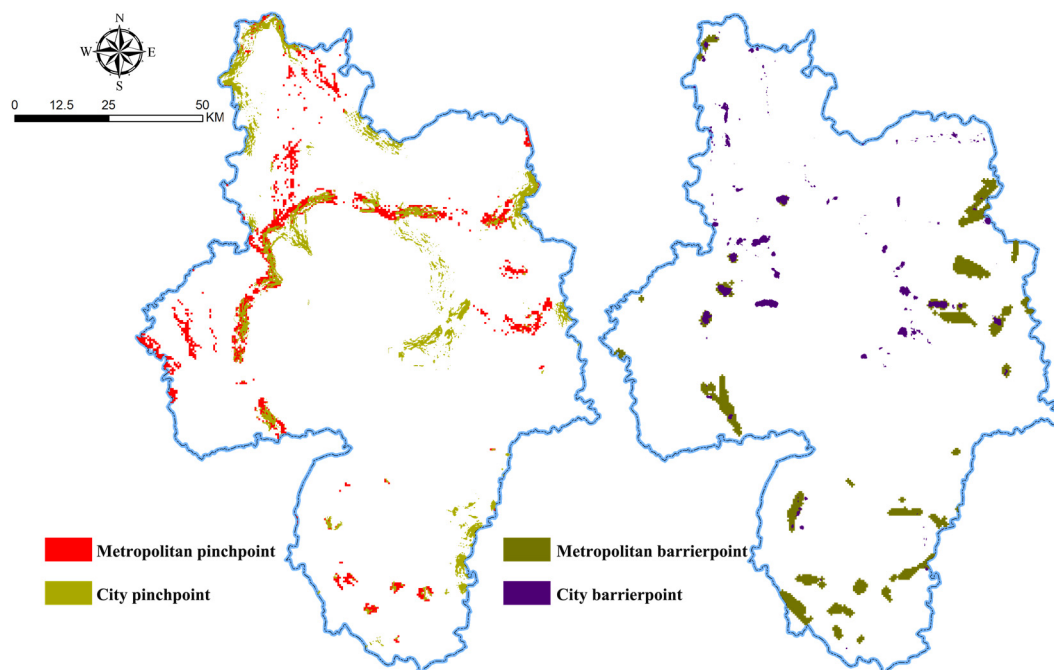 N
W E
S
0 12.5 25 50
KM
Metropolitan pinchpoint
City pinchpoint
Metropolitan barrierpoint
City barrierpoint